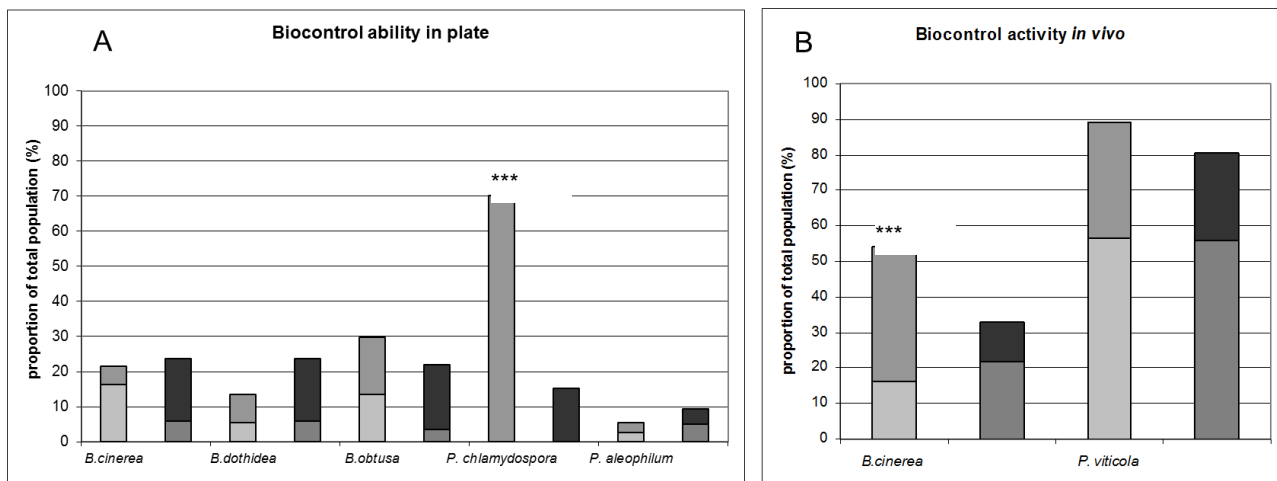 A
Biocontrol ability in plate
proportion of total population (%)
100
90
80
70
60
50
40
30
20
10
0
***
B.cinerea
B.dothidea
B.obtusa
P. chlamydospora
P. aleophilum
B
Biocontrol activity in vivo
proportion of total population (%)
100
90
80
70
60
50
40
30
20
10
0
***
B.cinerea
P. viticola